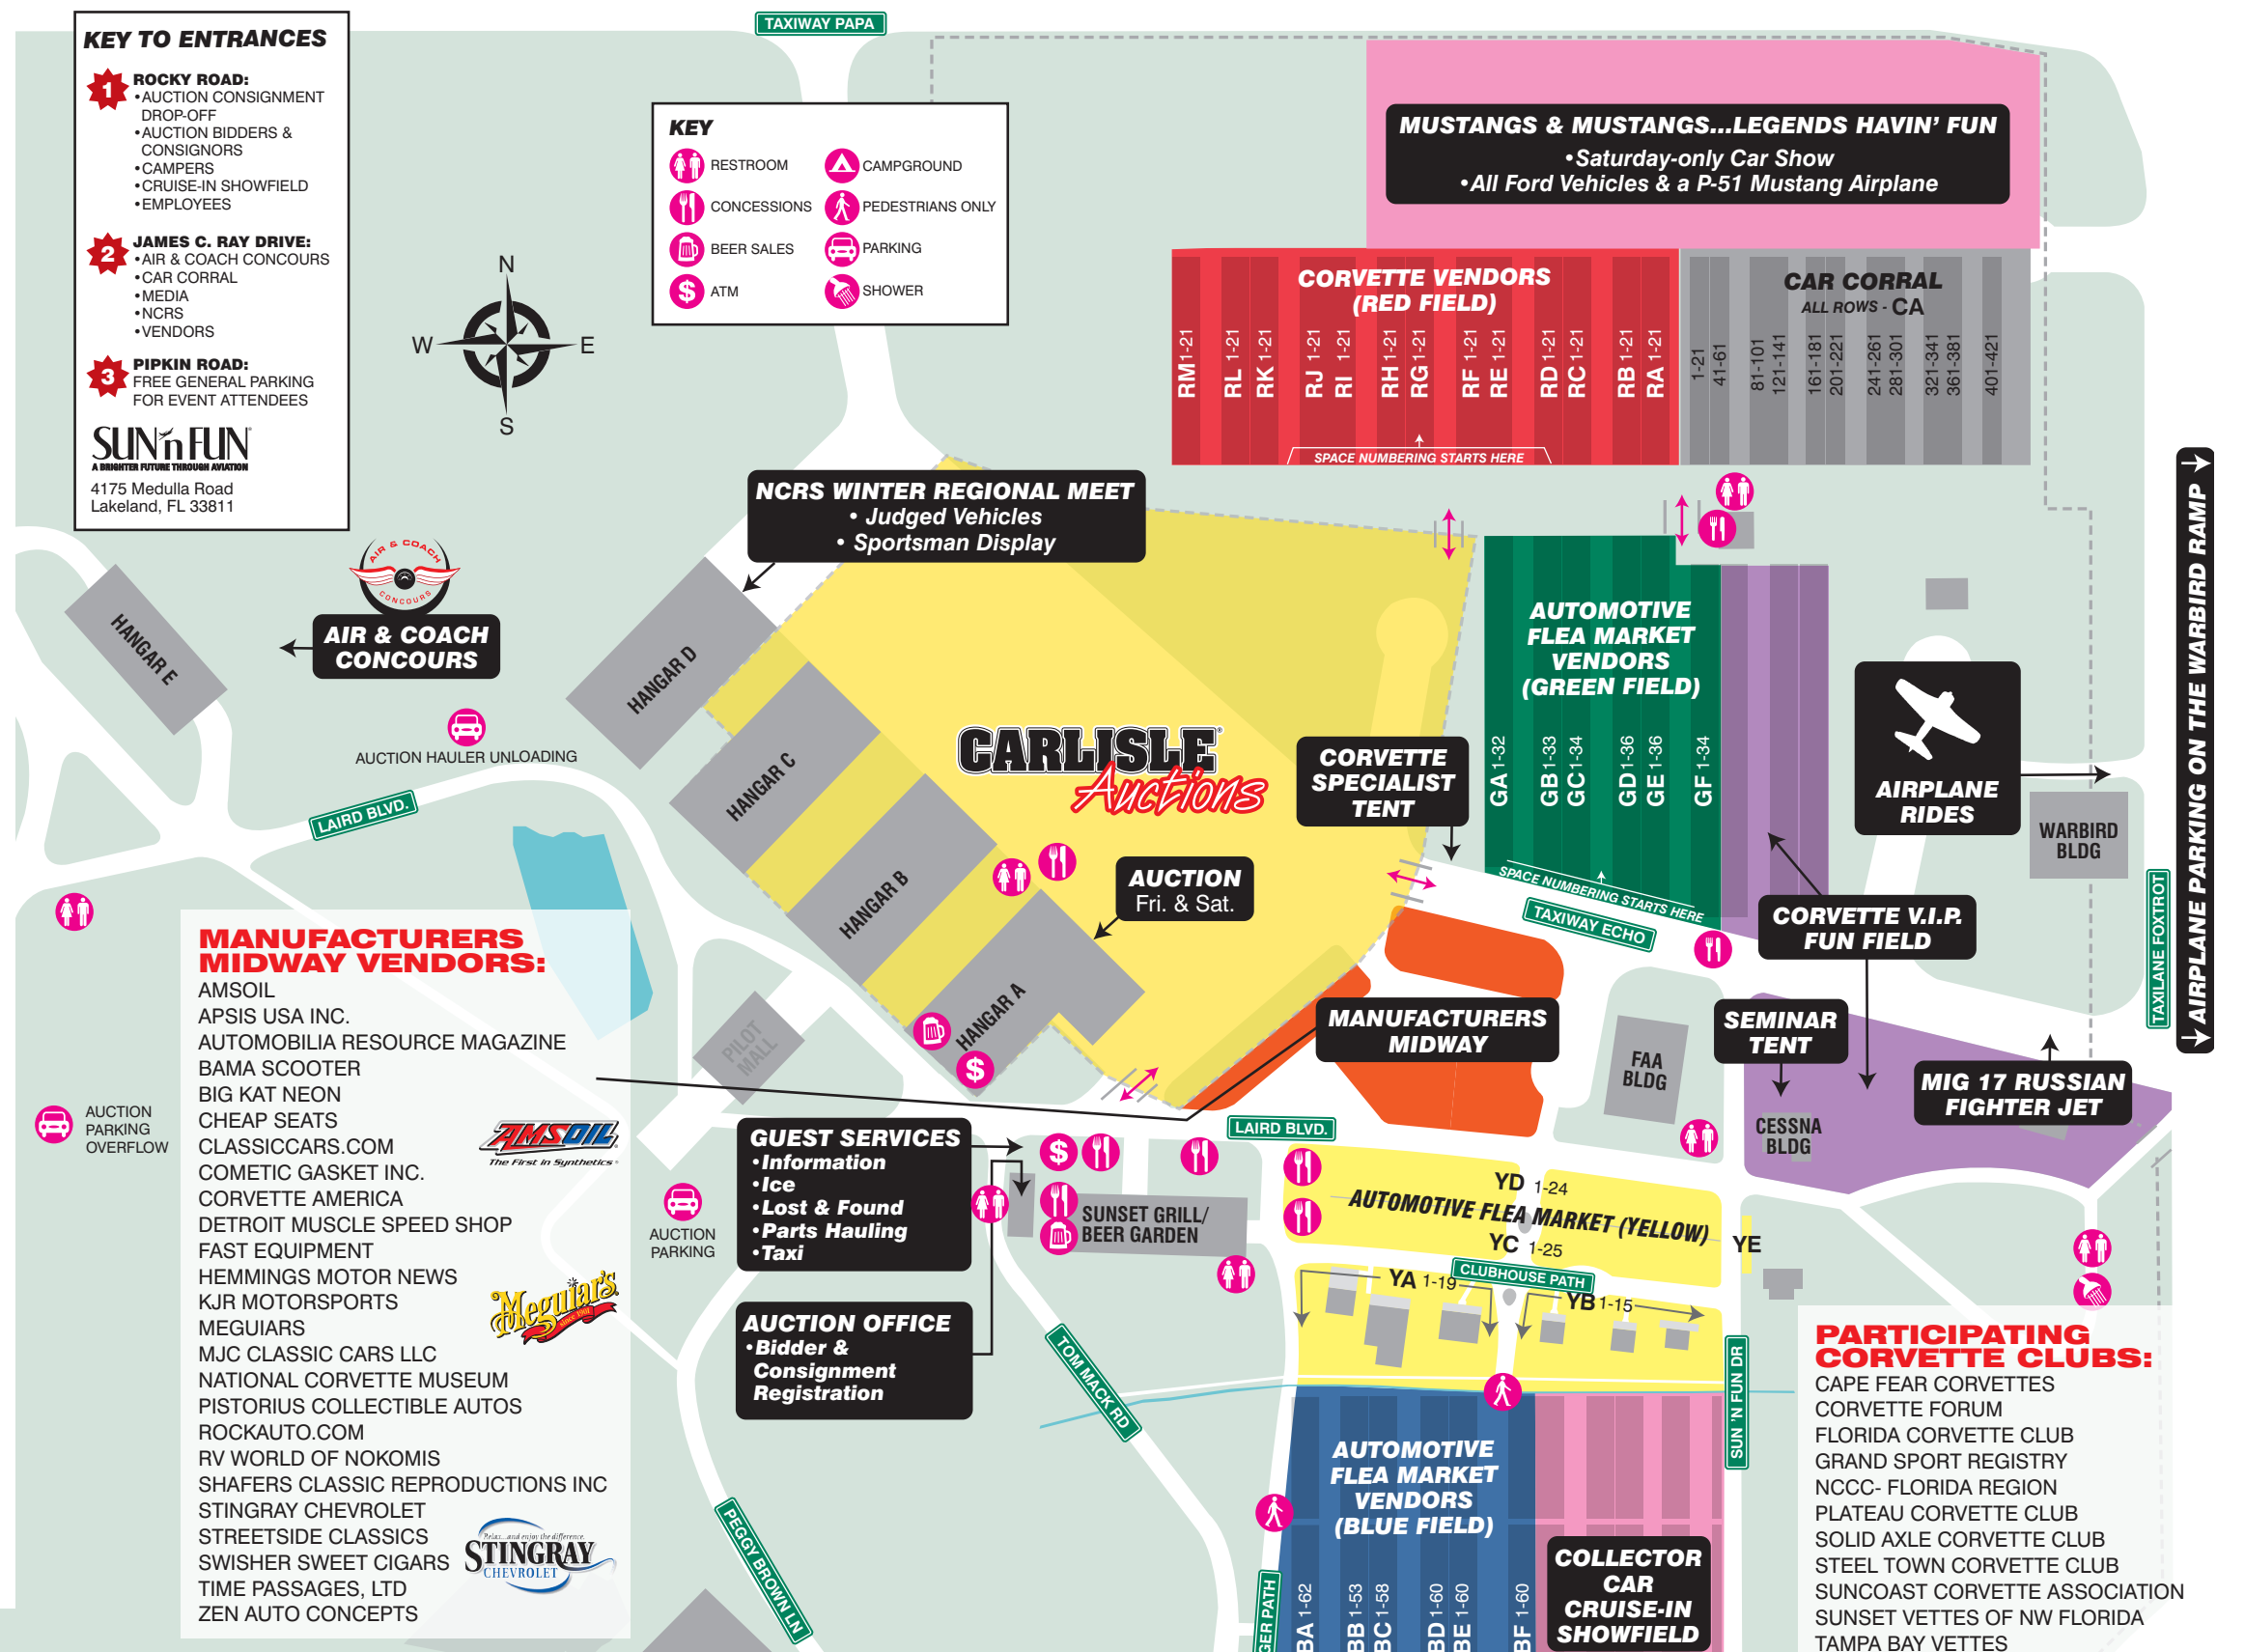 KEY TO ENTRANCES
1
ROCKY ROAD:
•AUCTION CONSIGNMENT
DROP-OFF
•AUCTION BIDDERS &
CONSIGNORS
•CAMPERS
•CRUISE-IN SHOWFIELD
•EMPLOYEES
2
JAMES C. RAY DRIVE:
•AIR & COACH CONCOURS
•CAR CORRAL
•MEDIA
•NCRS
•VENDORS
3
PIPKIN ROAD:
FREE GENERAL PARKING
FOR EVENT ATTENDEES
SUN'n FUN
A BRIGHTER FUTURE THROUGH AVIATION
4175 Medulla Road
Lakeland, FL 33811
TAXIWAY PAPA
KEY
RESTROOM
CAMPGROUND
CONCESSIONS
PEDESTRIANS ONLY
BEER SALES
PARKING
$ ATM
SHOWER
N
W
E
S
MUSTANGS & MUSTANGS...LEGENDS HAVIN' FUN
•Saturday-only Car Show
•All Ford Vehicles & a P-51 Mustang Airplane
CORVETTE VENDORS
(RED FIELD)
RM 1-21
RL 1-21
RK 1-21
RJ 1-21
RI 1-21
RH 1-21
RG 1-21
RF 1-21
RE 1-21
RD 1-21
RC 1-21
RB 1-21
RA 1-21
SPACE NUMBERING STARTS HERE
CAR CORRAL
ALL ROWS - CA
1-21
41-61
81-101
121-141
161-181
201-221
241-261
281-301
321-341
361-381
401-421
NCRS WINTER REGIONAL MEET
• Judged Vehicles
• Sportsman Display
AIR & COACH
CONCOURS
AIR & COACH
CONCOURS
HANGAR E
HANGAR D
HANGAR C
HANGAR B
HANGAR A
AUCTION HAULER UNLOADING
LAIRD BLVD.
CARLISLE
Auctions
AUCTION
Fri. & Sat.
CORVETTE
SPECIALIST
TENT
AUTOMOTIVE
FLEA MARKET
VENDORS
(GREEN FIELD)
GA 1-32
GB 1-33
GC 1-34
GD 1-36
GE 1-36
GF 1-34
SPACE NUMBERING STARTS HERE
TAXIWAY ECHO
AIRPLANE
RIDES
WARBIRD
BLDG
AIRPLANE PARKING ON THE WARBIRD RAMP
TAXILANE FOXTROT
CORVETTE V.I.P.
FUN FIELD
SEMINAR
TENT
CESSNA
BLDG
MIG 17 RUSSIAN
FIGHTER JET
FAA
BLDG
MANUFACTURERS
MIDWAY
PILOT
MALL
$
LAIRD BLVD.
MANUFACTURERS
MIDWAY VENDORS:
AMSOIL
APSIS USA INC.
AUTOMOBILIA RESOURCE MAGAZINE
BAMA SCOOTER
BIG KAT NEON
CHEAP SEATS
CLASSICCARS.COM
COMETIC GASKET INC.
CORVETTE AMERICA
DETROIT MUSCLE SPEED SHOP
FAST EQUIPMENT
HEMMINGS MOTOR NEWS
KJR MOTORSPORTS
MEGUIARS
MJC CLASSIC CARS LLC
NATIONAL CORVETTE MUSEUM
PISTORIUS COLLECTIBLE AUTOS
ROCKAUTO.COM
RV WORLD OF NOKOMIS
SHAFERS CLASSIC REPRODUCTIONS INC
STINGRAY CHEVROLET
STREETSIDE CLASSICS
SWISHER SWEET CIGARS
TIME PASSAGES, LTD
ZEN AUTO CONCEPTS
AMSOIL
The First in Synthetics
Meguiar's
since 1901
Relax...and enjoy the difference.
STINGRAY
CHEVROLET
AUCTION
PARKING
OVERFLOW
AUCTION
PARKING
GUEST SERVICES
•Information
•Ice
•Lost & Found
•Parts Hauling
•Taxi
$
AUCTION OFFICE
•Bidder &
Consignment
Registration
SUNSET GRILL/
BEER GARDEN
TOM MACK RD
PEGGY BROWN LN
YD 1-24
AUTOMOTIVE FLEA MARKET (YELLOW)
YC 1-25
YE
CLUBHOUSE PATH
YA 1-19
YB 1-15
SUN 'N FUN DR
AUTOMOTIVE
FLEA MARKET
VENDORS
(BLUE FIELD)
GER PATH
BA 1-62
BB 1-53
BC 1-58
BD 1-60
BE 1-60
BF 1-60
COLLECTOR
CAR
CRUISE-IN
SHOWFIELD
PARTICIPATING
CORVETTE CLUBS:
CAPE FEAR CORVETTES
CORVETTE FORUM
FLORIDA CORVETTE CLUB
GRAND SPORT REGISTRY
NCCC- FLORIDA REGION
PLATEAU CORVETTE CLUB
SOLID AXLE CORVETTE CLUB
STEEL TOWN CORVETTE CLUB
SUNCOAST CORVETTE ASSOCIATION
SUNSET VETTES OF NW FLORIDA
TAMPA BAY VETTES